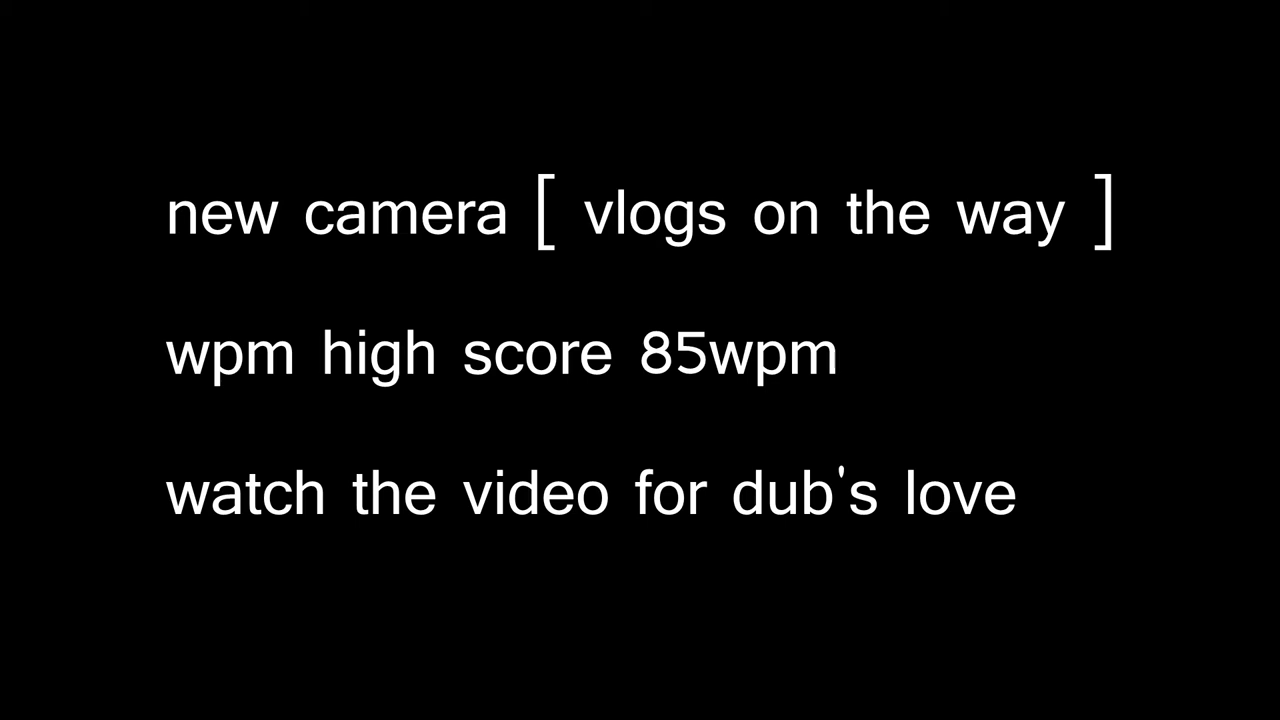 new camera [ vlogs on the way ]
wpm high score 85wpm
watch the video for dub's love